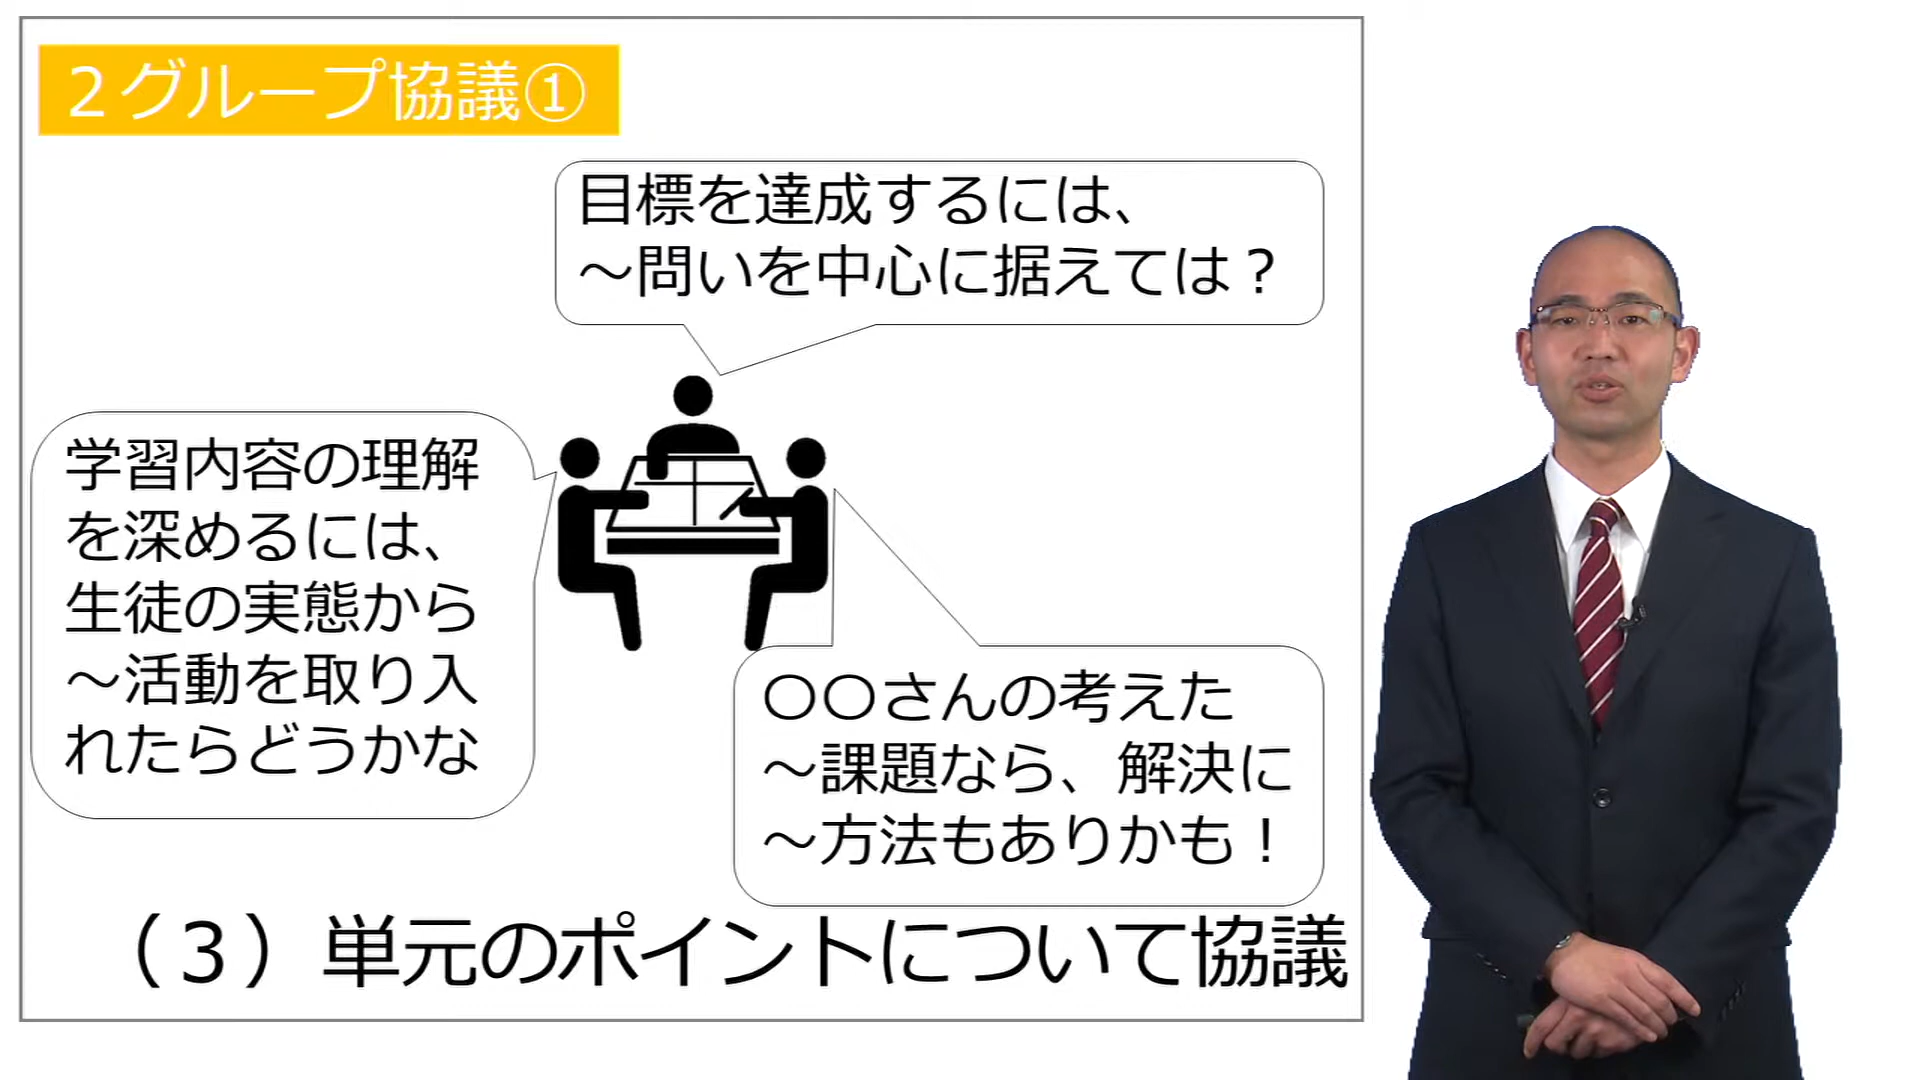 ２グループ協議①
目標を達成するには、
～問いを中心に据えては？
学習内容の理解
を深めるには、
生徒の実態から
～活動を取り入
れたらどうかな
〇〇さんの考えた
～課題なら、解決に
～方法もありかも！
（３）単元のポイントについて協議